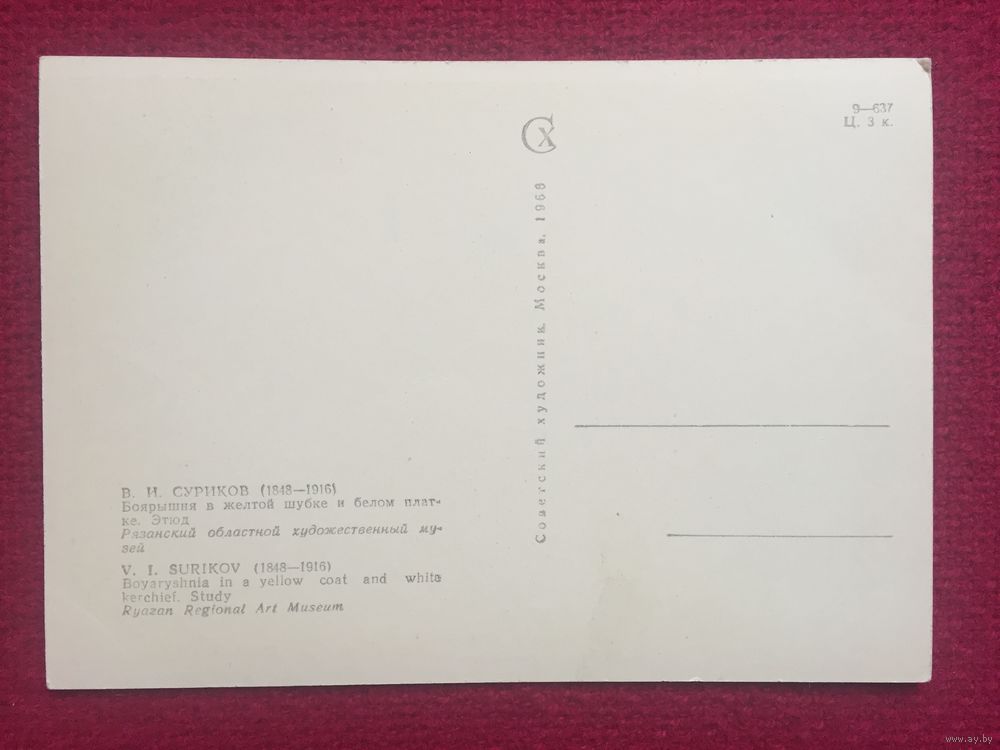 СХ
9—637
Ц. 3 к.
Советский художник. Москва. 1968
В. И. СУРИКОВ (1848—1916)
Боярышня в желтой шубке и белом плат-
ке. Этюд
Рязанский областной художественный му-
зей
V. I. SURIKOV (1848—1916)
Boyaryshnia in a yellow coat and white
kerchief. Study
Ryazan Regional Art Museum
www.ay.by